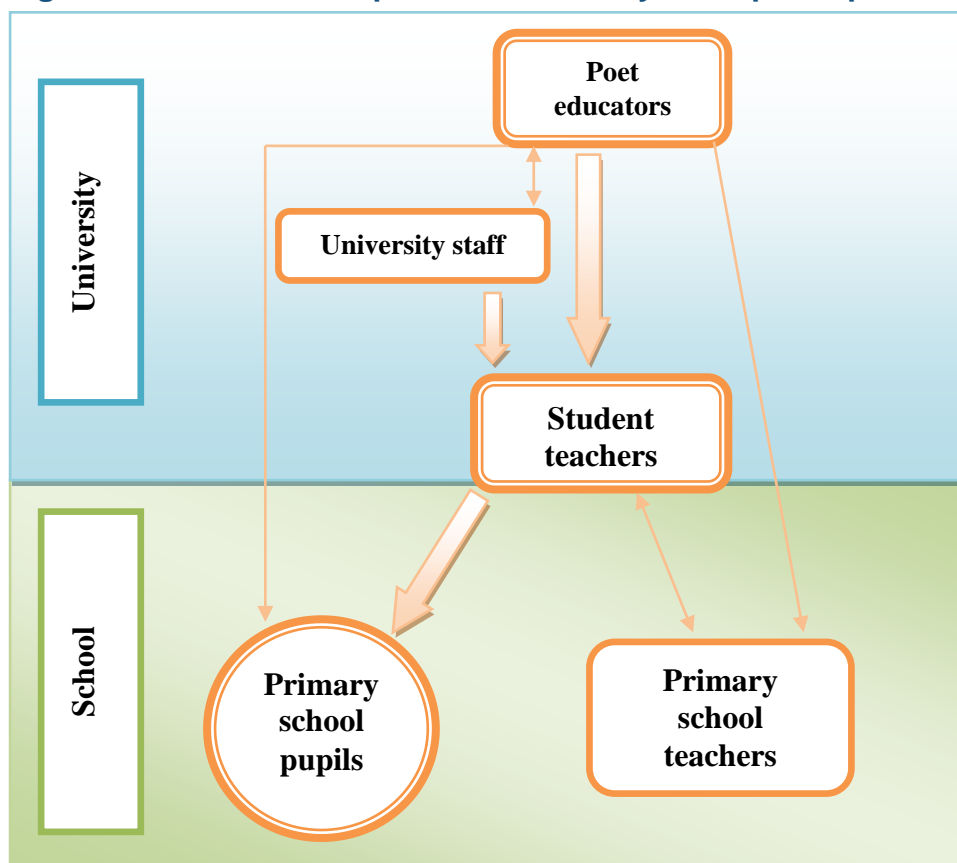 Poet
educators
University
University staff
Student
teachers
School
Primary
school
pupils
Primary
school
teachers